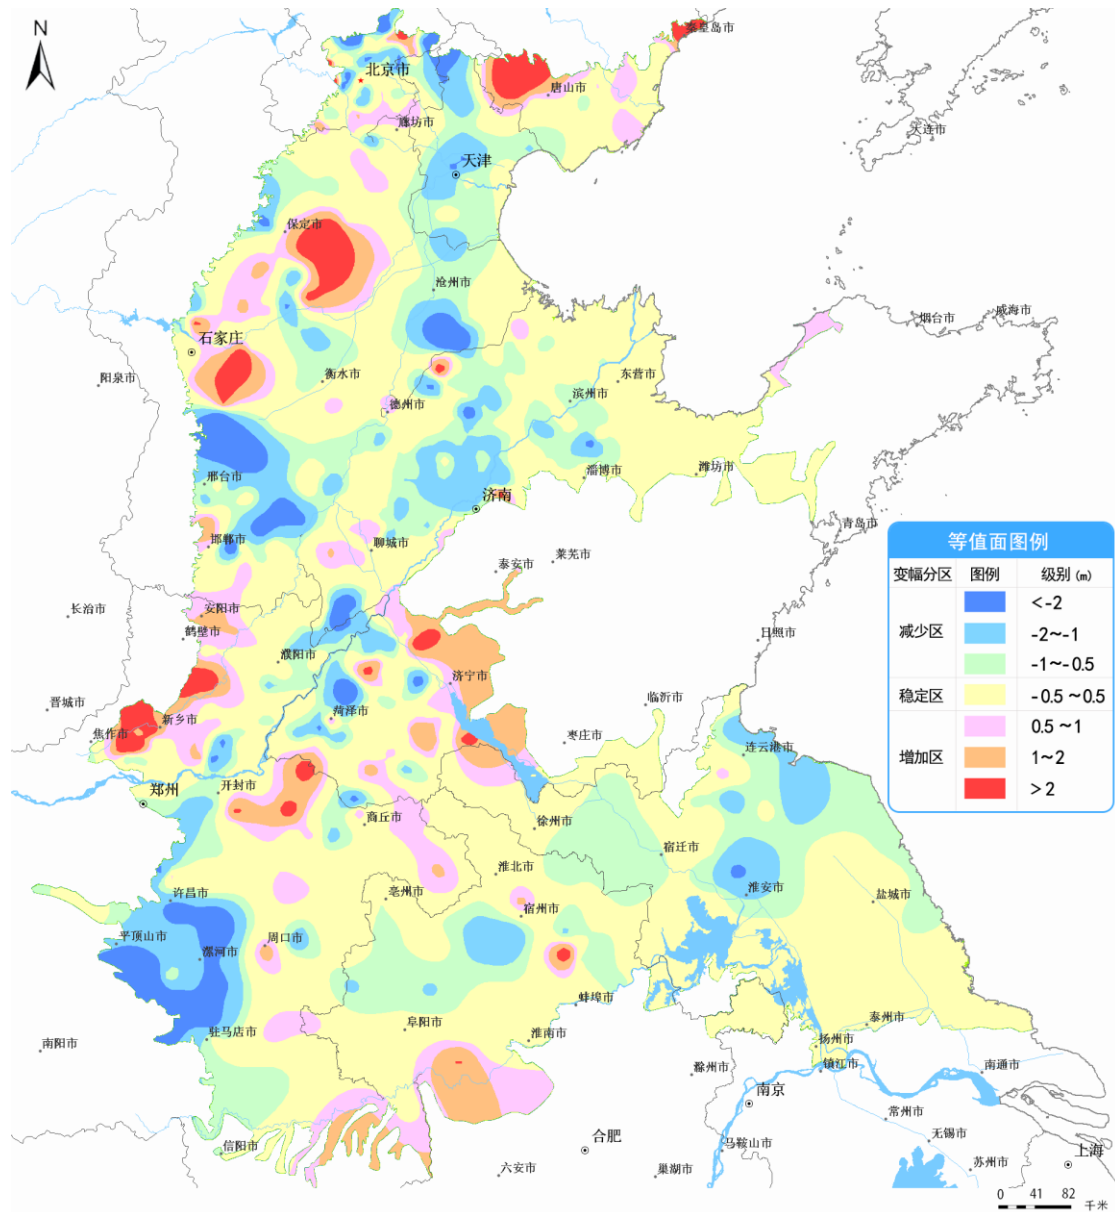 N
秦皇岛市
北京市
唐山市
廊坊市
大连市
天津
保定市
沧州市
烟台市
威海市
石家庄
阳泉市
衡水市
东营市
滨州市
德州市
邢台市
淄博市
潍坊市
济南
青岛市
邯郸市
聊城市
莱芜市
泰安市
长治市
安阳市
鹤壁市
日照市
濮阳市
济宁市
临沂市
晋城市
菏泽市
新乡市
焦作市
枣庄市
连云港市
郑州
开封市
商丘市
徐州市
宿迁市
淮北市
许昌市
亳州市
淮安市
盐城市
宿州市
平顶山市
周口市
漯河市
蚌埠市
驻马店市
阜阳市
淮南市
泰州市
扬州市
南阳市
滁州市
镇江市
南通市
南京
常州市
信阳市
合肥
马鞍山市
无锡市
上海
六安市
巢湖市
苏州市
等值面图例
变幅分区 图例 级别 (m)
减少区
<-2
-2~-1
-1~-0.5
稳定区
-0.5~0.5
增加区
0.5~1
1~2
>2
0 41 82
千米